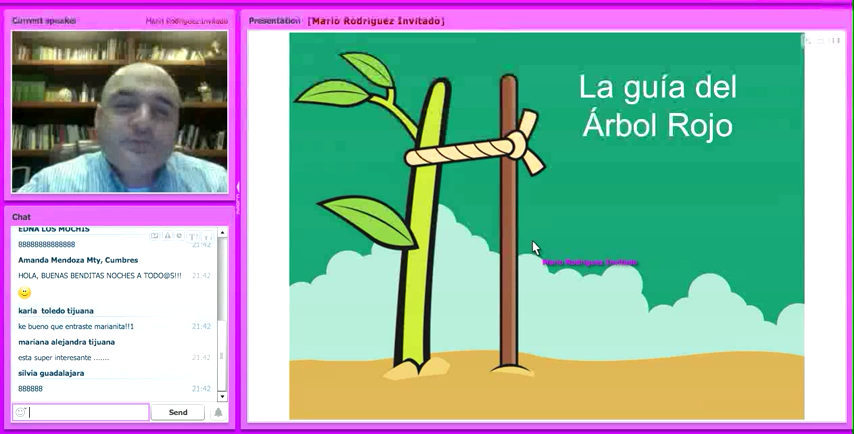 Current speaker
Mario Rodriguez Invitado
Presentation [Mario Rodriguez Invitado]
La guía del
Árbol Rojo
Mario Rodriguez Invitado
Chat
EDNA LOS MOCHIS
88888888888888 21:42
Amanda Mendoza Mty, Cumbres
HOLA, BUENAS BENDITAS NOCHES A TODO@S!!! 21:42
karla toledo tijuana
ke bueno que entraste marianita!!1 21:42
mariana alejandra tijuana
esta super interesante ....... 21:42
silvia guadalajara
888888 21:42
Send